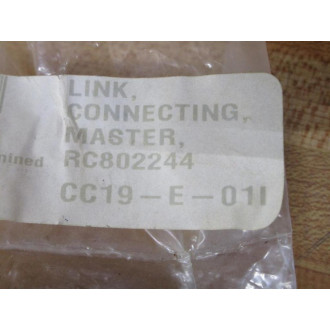 LINK,
CONNECTING,
MASTER,
RC802244
CC19-E-01I